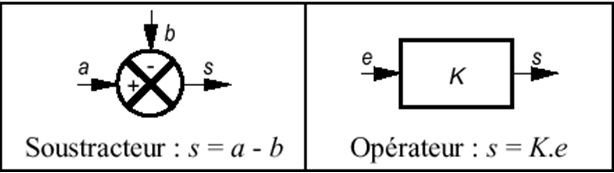 b
a
-
+
s
Soustracteur : s = a - b
e
K
s
Opérateur : s = K.e